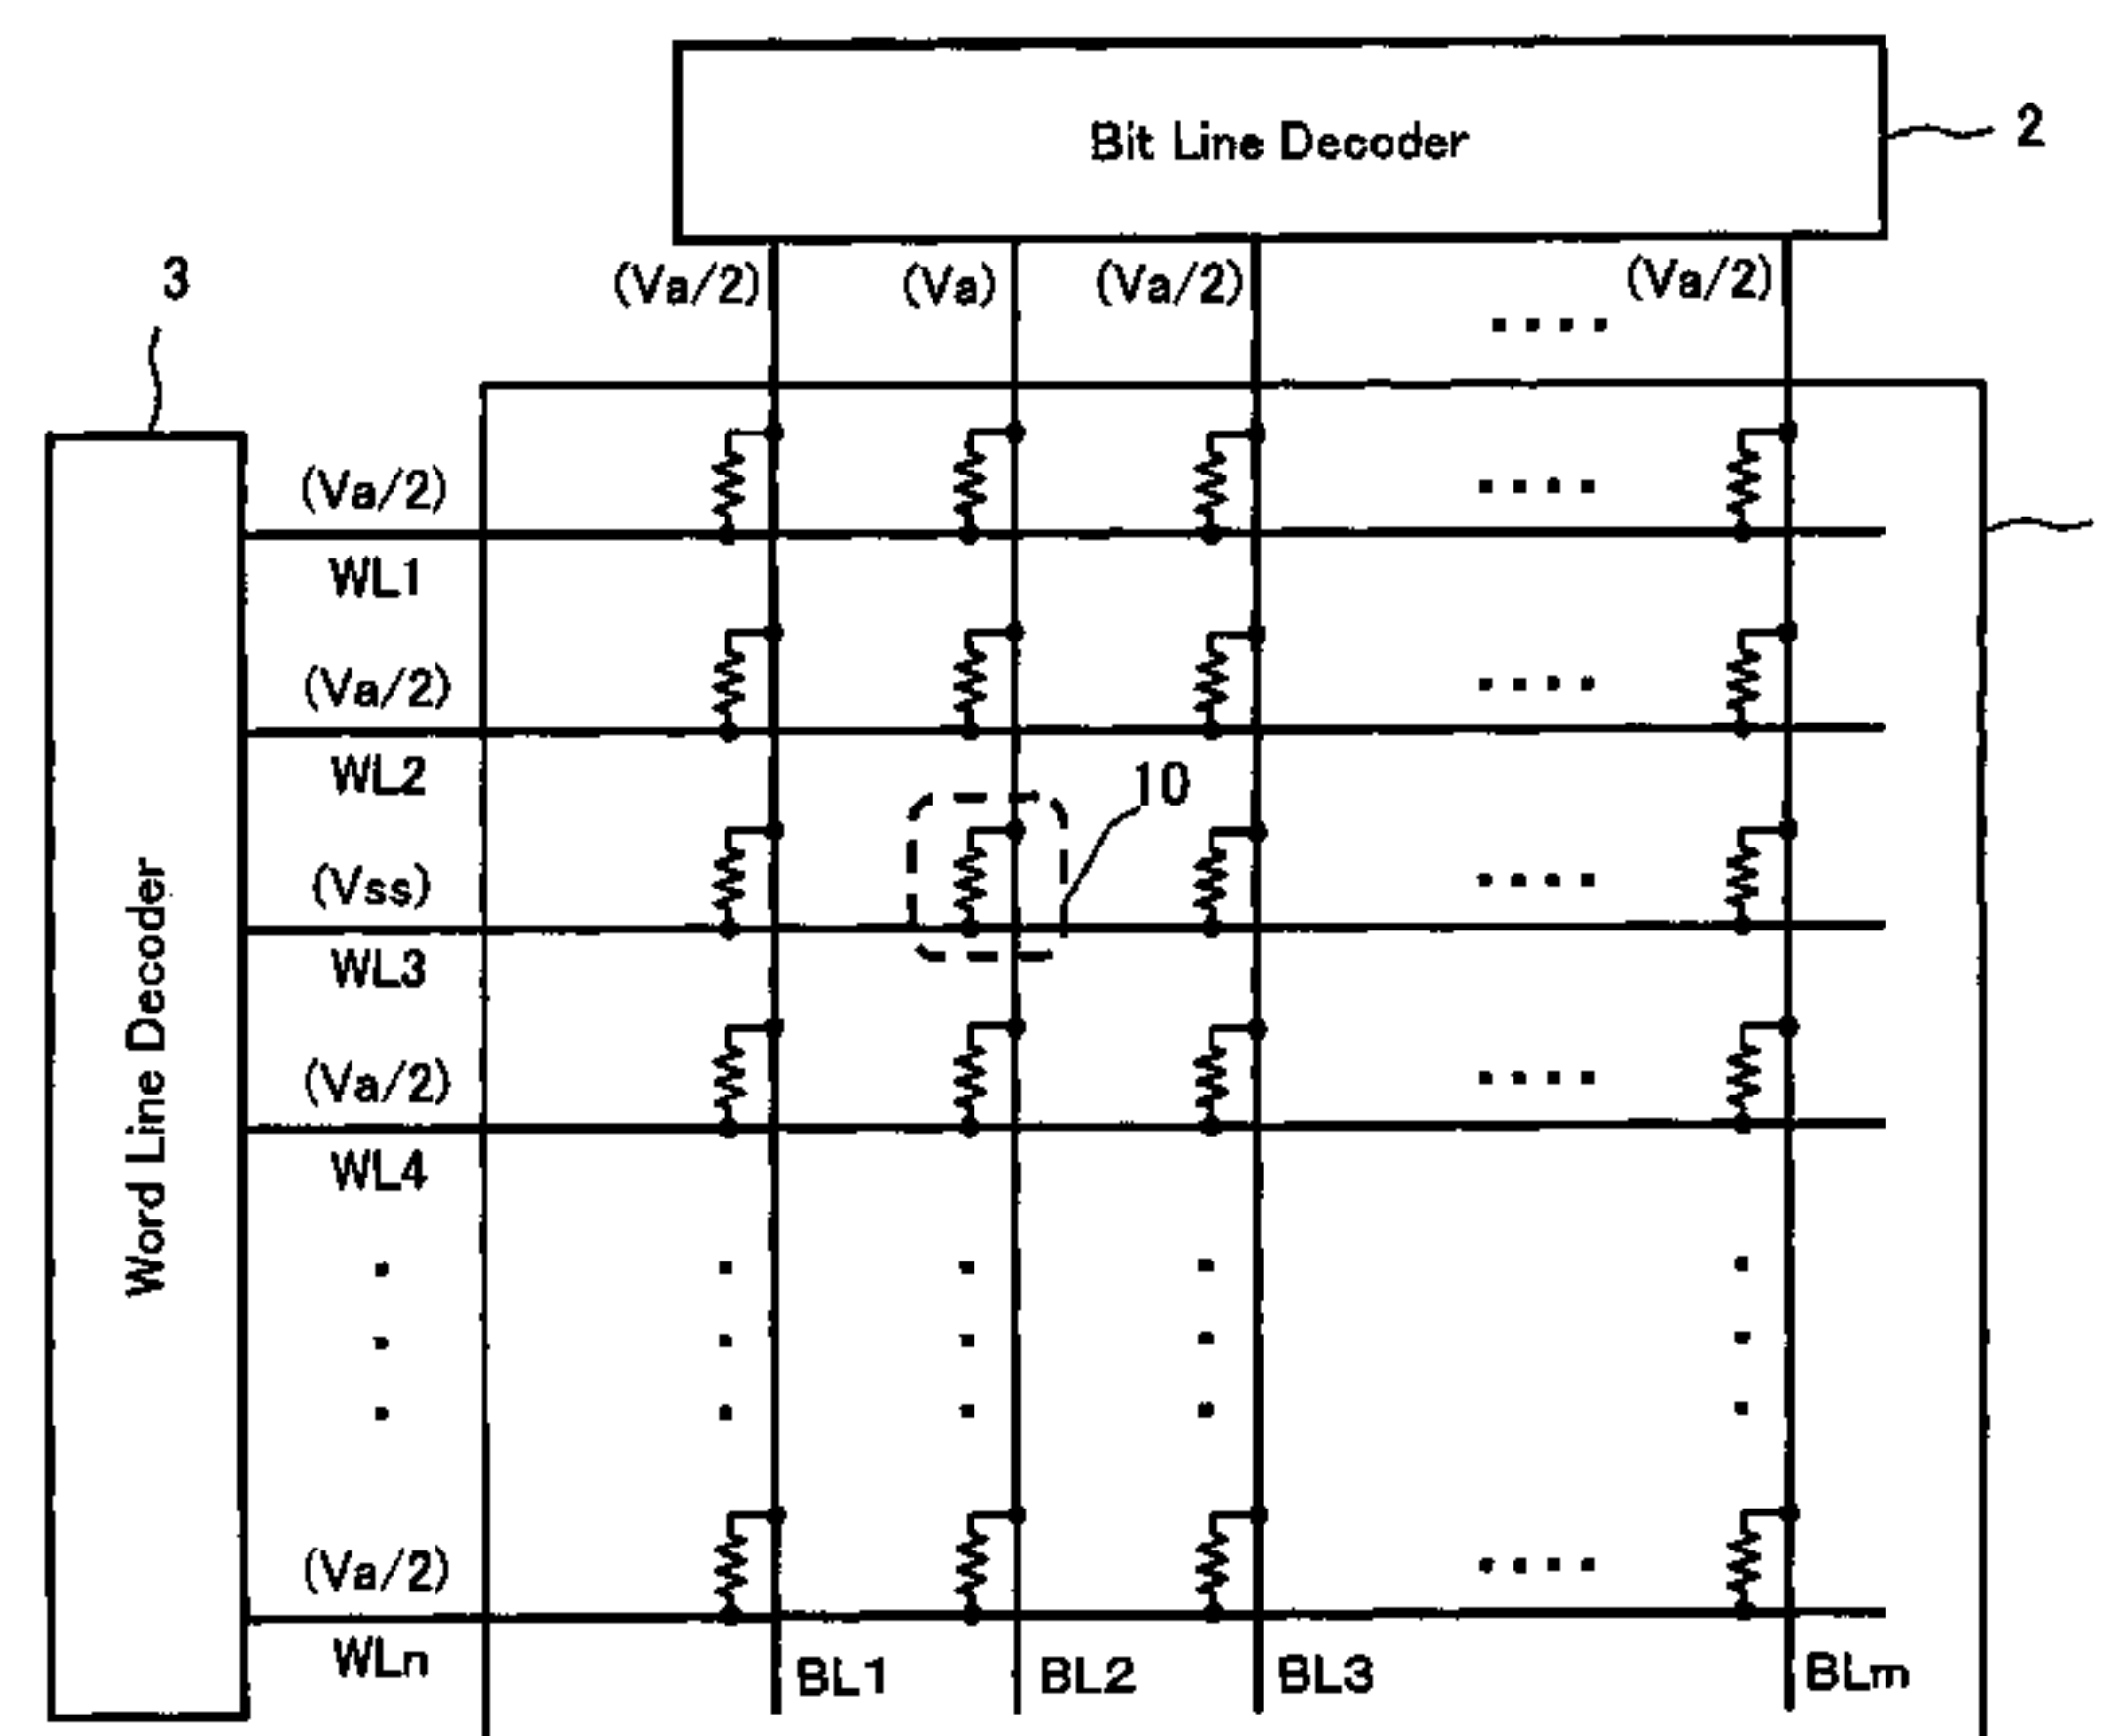 Bit Line Decoder
2
3
(Va/2) (Va) (Va/2) (Va/2)
(Va/2)
WL1
(Va/2)
WL2
10
(Vss)
WL3
Word Line Decoder
(Va/2)
WL4
(Va/2)
WLn
BL1 BL2 BL3 BLm